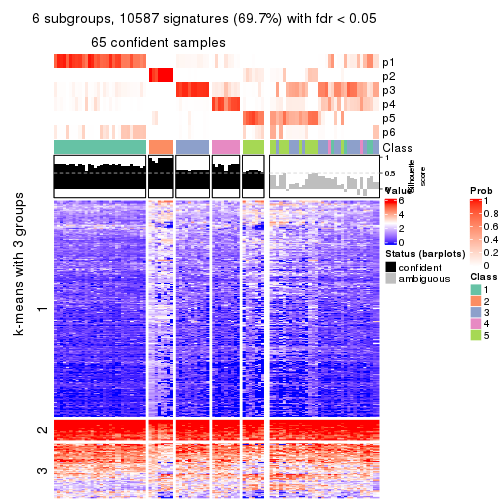 6 subgroups, 10587 signatures (69.7%) with fdr < 0.05
65 confident samples
p1
p2
p3
p4
p5
p6
Class
1
0.5
0
Silhouette
score
k-means with 3 groups
1
2
3
Value
6
4
2
0
Status (barplots)
confident
ambiguous
Prob
1
0.8
0.6
0.4
0.2
0
Class
1
2
3
4
5